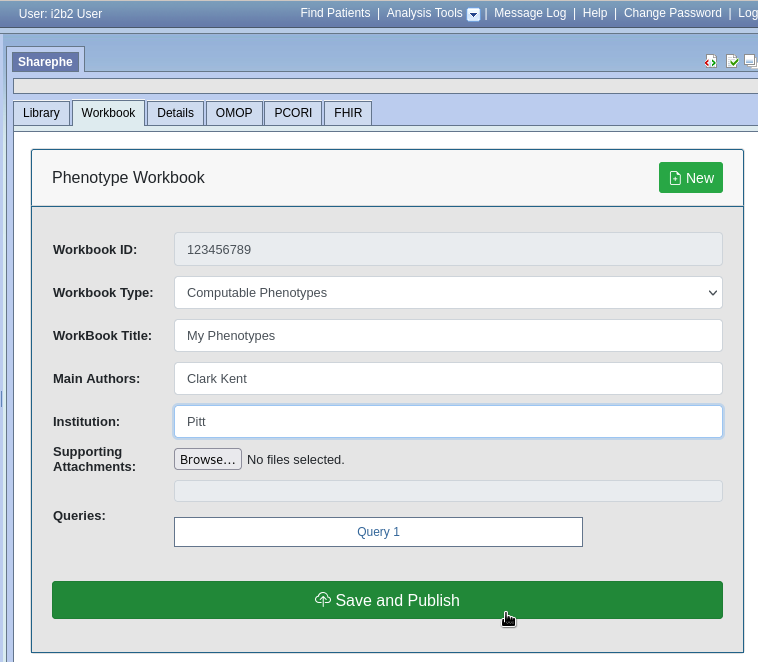 User: i2b2 User
Find Patients | Analysis Tools | Message Log | Help | Change Password | Log
Sharephe
Library Workbook Details OMOP PCORI FHIR
Phenotype Workbook
New
Workbook ID: 123456789
Workbook Type: Computable Phenotypes
WorkBook Title: My Phenotypes
Main Authors: Clark Kent
Institution: Pitt
Supporting
Attachments:
Browse... No files selected.
Queries:
Query 1
Save and Publish